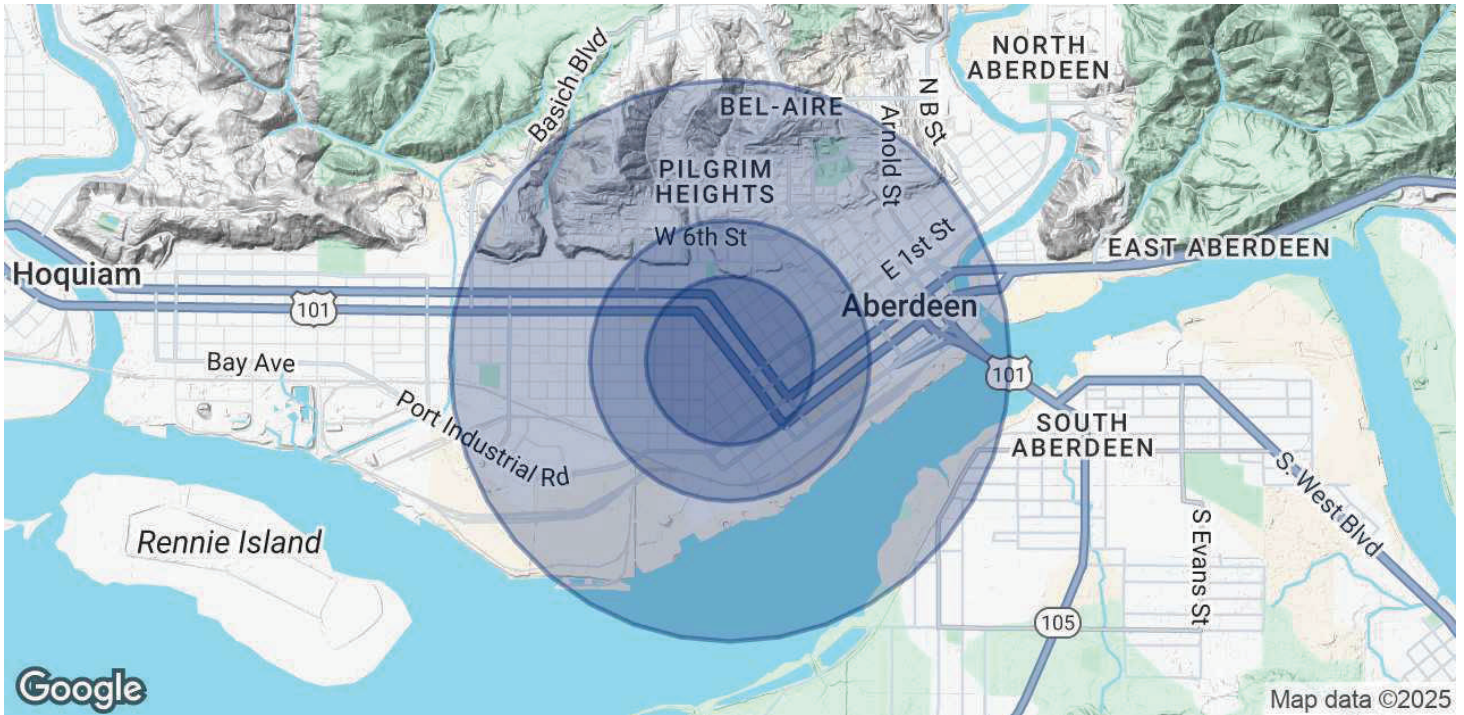 NORTH
ABERDEEN
Basich Blvd
BEL-AIRE
N B St
Arnold St
PILGRIM
HEIGHTS
W 6th St
E 1st St
EAST ABERDEEN
Hoquiam
101
Aberdeen
Bay Ave
101
Port Industrial Rd
SOUTH
ABERDEEN
S. West Blvd
S Evans St
Rennie Island
105
Google
Map data ©2025